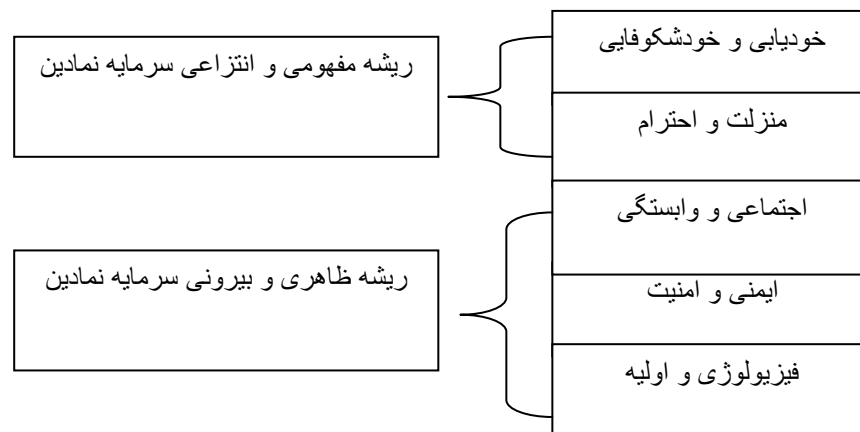 خودیابی و خودشکوفایی
ریشه مفهومی و انتزاعی سرمایه نمادین
منزلت و احترام
اجتماعی و وابستگی
ریشه ظاهری و بیرونی سرمایه نمادین
ایمنی و امنیت
فیزیولوژی و اولیه